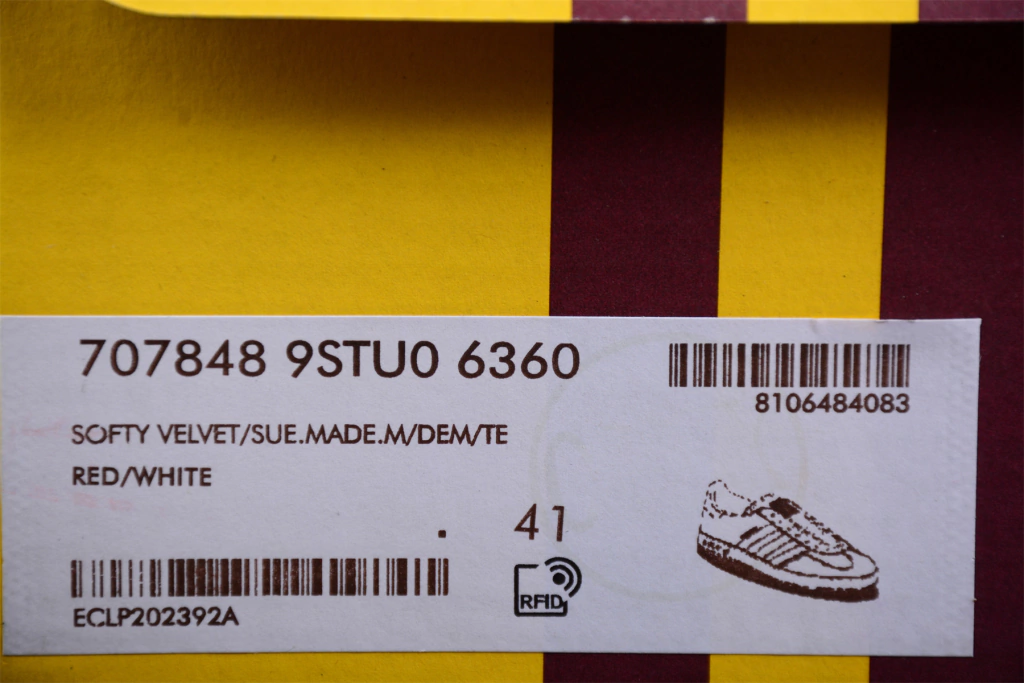 707848 9STU0 6360
8106484083
SOFTY VELVET/SUE.MADE.M/DEM/TE
RED/WHITE
. 41
RFID
ECLP202392A